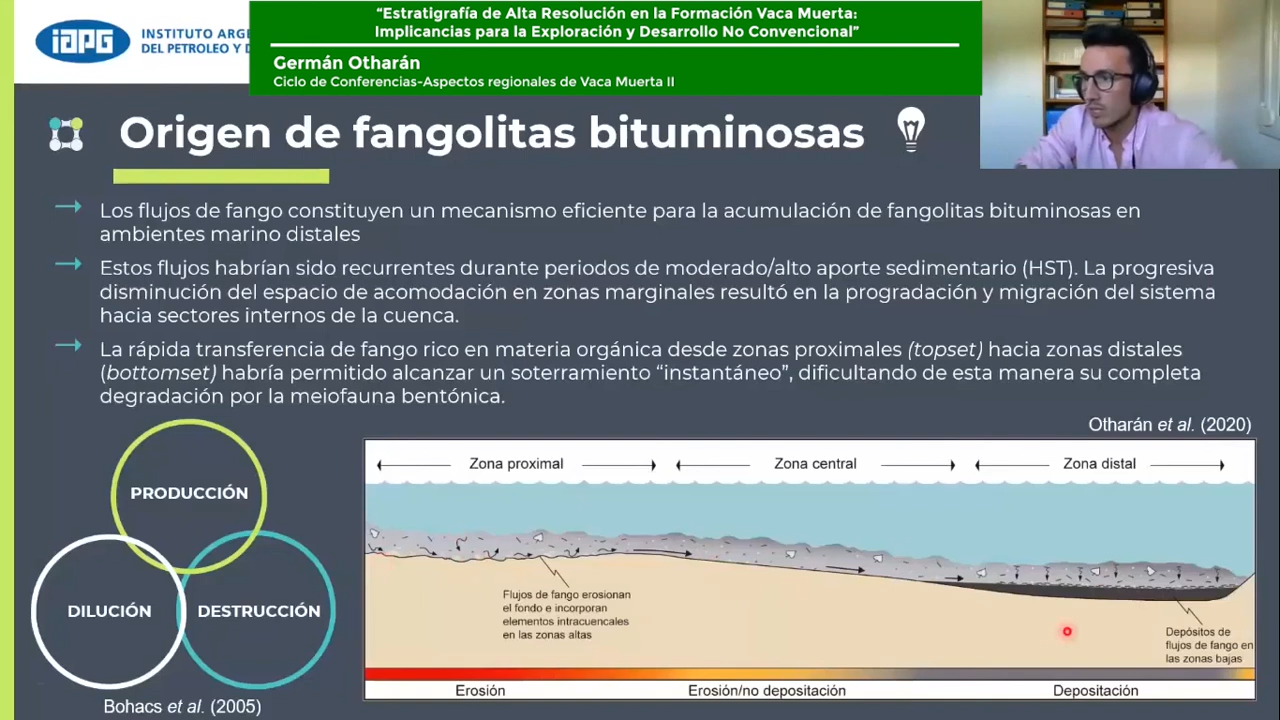 iAPG
INSTITUTO ARGE
DEL PETROLEO Y D
“Estratigrafía de Alta Resolución en la Formación Vaca Muerta:
Implicancias para la Exploración y Desarrollo No Convencional”
Germán Otharán
Ciclo de Conferencias-Aspectos regionales de Vaca Muerta II
Origen de fangolitas bituminosas
Los flujos de fango constituyen un mecanismo eficiente para la acumulación de fangolitas bituminosas en
ambientes marino distales
Estos flujos habrían sido recurrentes durante periodos de moderado/alto aporte sedimentario (HST). La progresiva
disminución del espacio de acomodación en zonas marginales resultó en la progradación y migración del sistema
hacia sectores internos de la cuenca.
La rápida transferencia de fango rico en materia orgánica desde zonas proximales (topset) hacia zonas distales
(bottomset) habría permitido alcanzar un soterramiento “instantáneo”, dificultando de esta manera su completa
degradación por la meiofauna bentónica.
Otharán et al. (2020)
PRODUCCIÓN
DILUCIÓN
DESTRUCCIÓN
Bohacs et al. (2005)
Zona proximal
Zona central
Zona distal
Flujos de fango erosionan
el fondo e incorporan
elementos intracuencales
en las zonas altas
Depósitos de
flujos de fango en
las zonas bajas
Erosión
Erosión/no depositación
Depositación